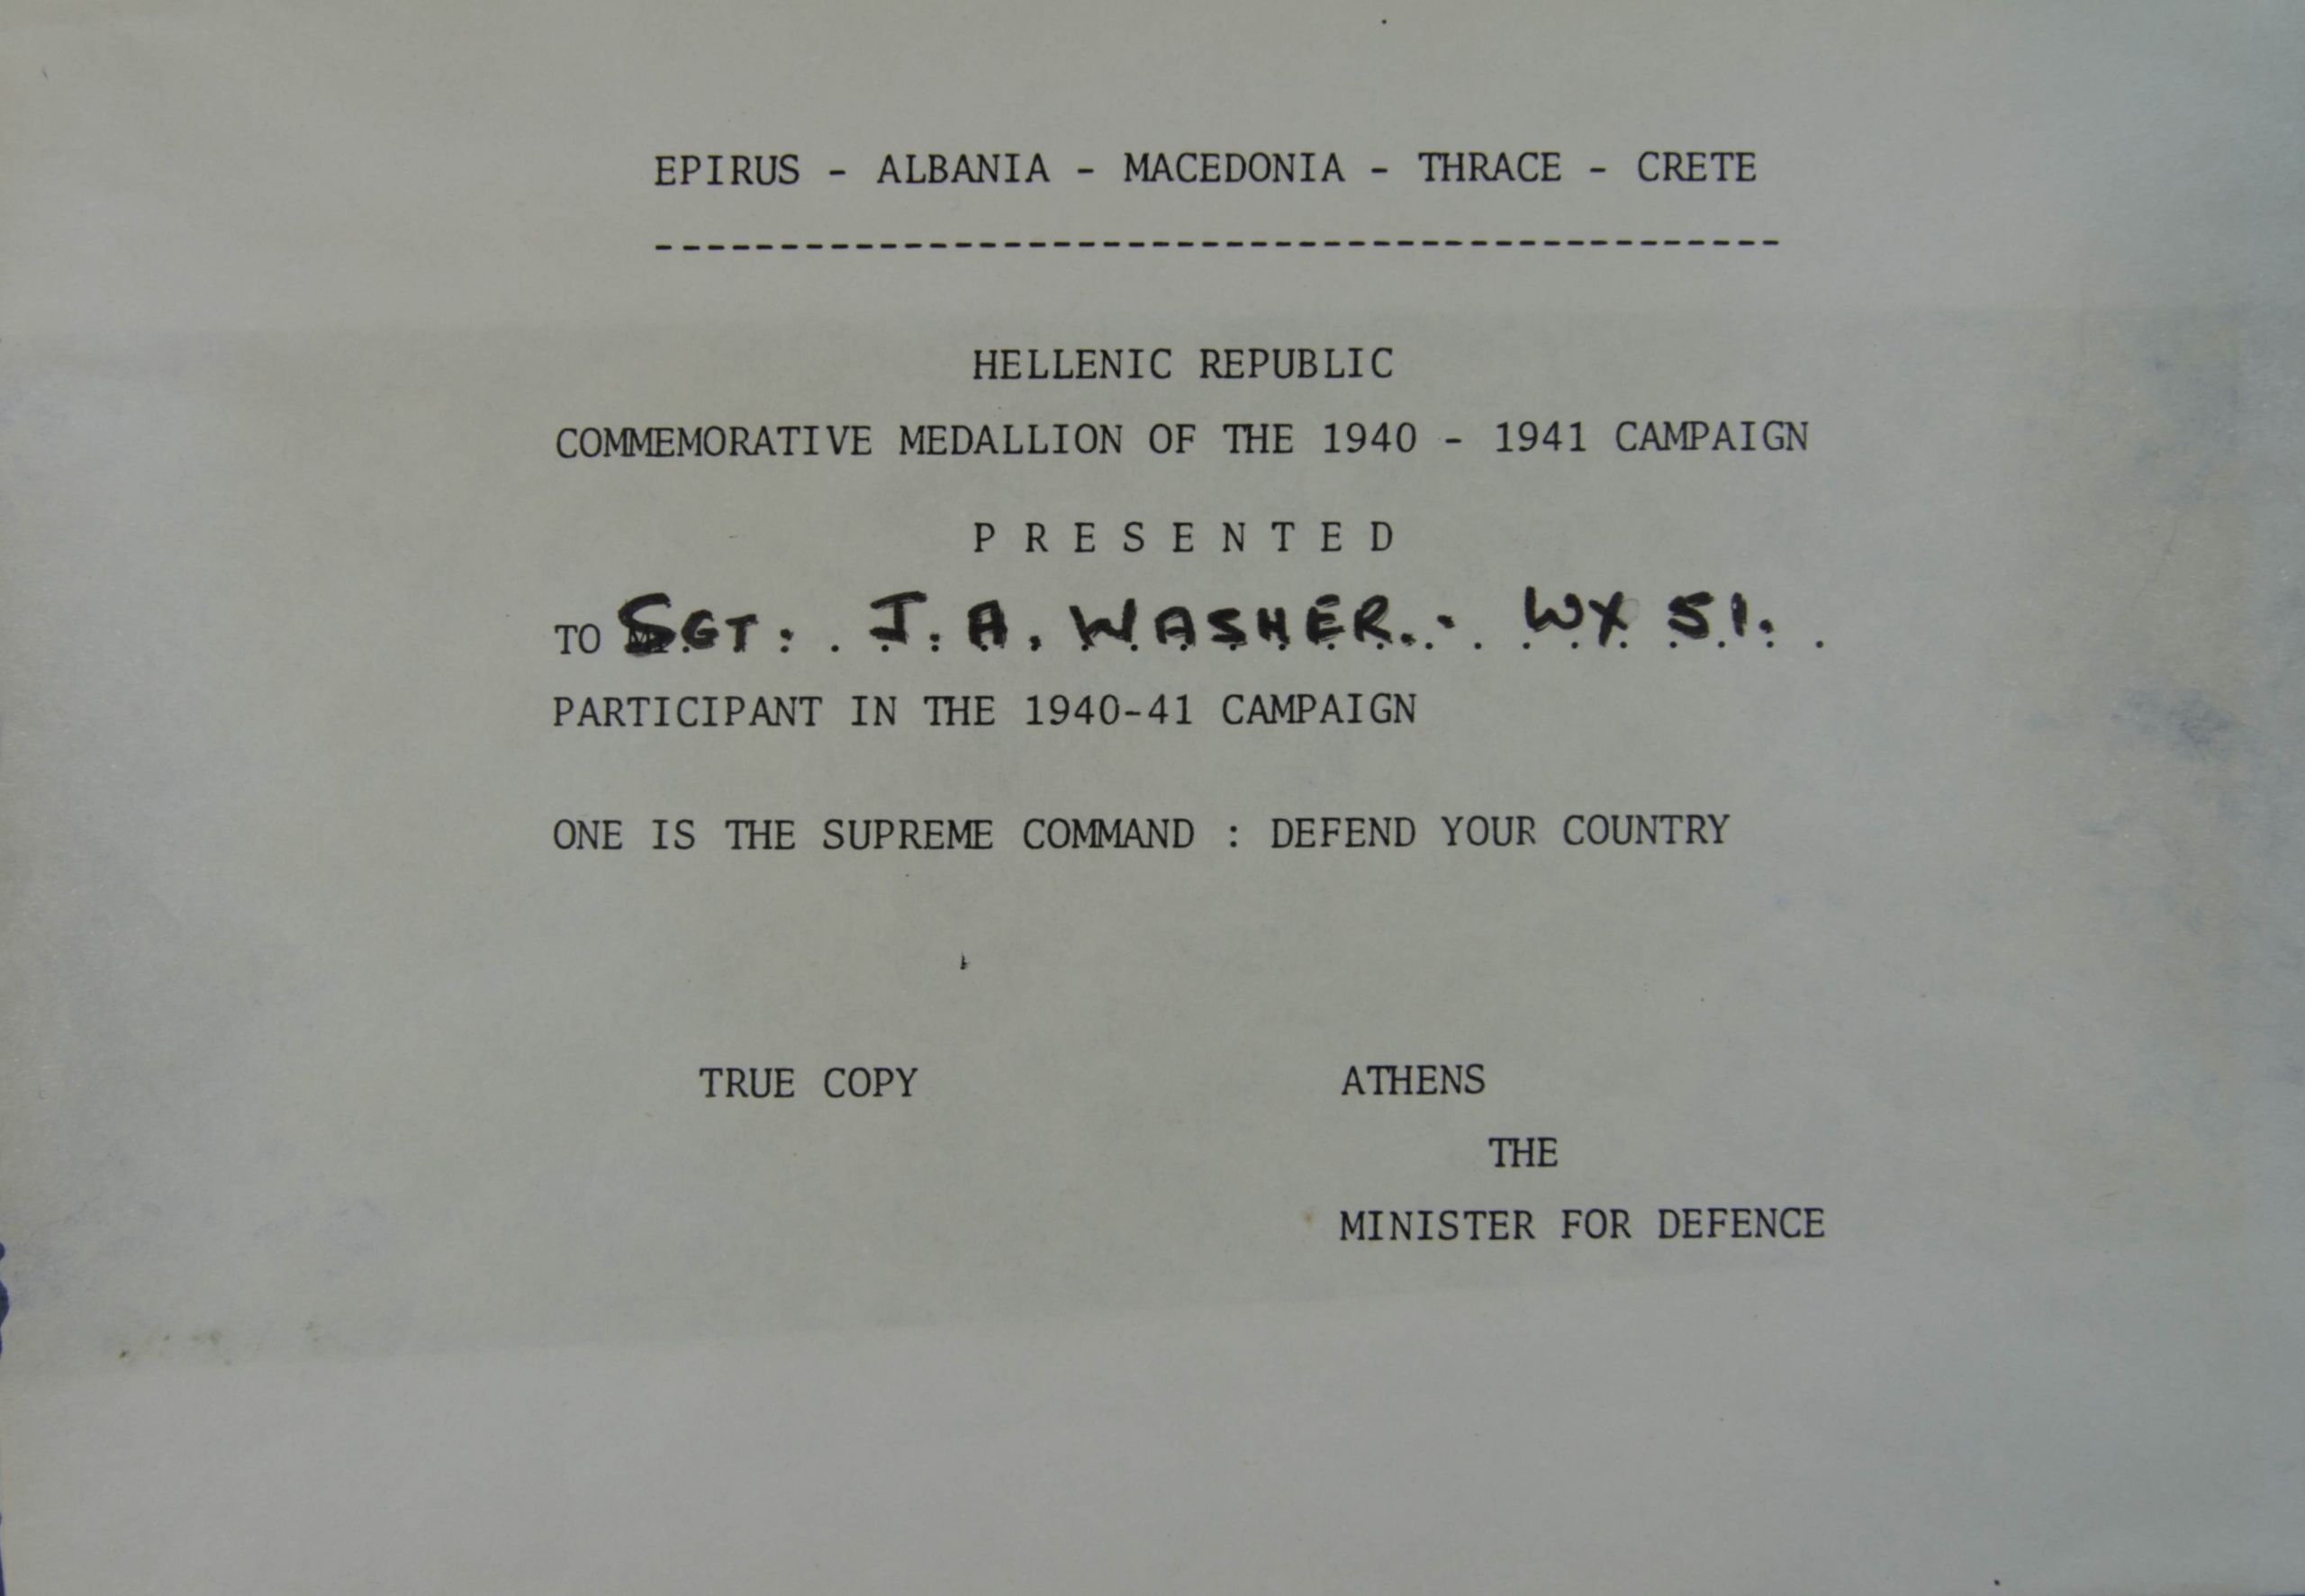 EPIRUS - ALBANIA - MACEDONIA - THRACE - CRETE
----------------------------------------------
HELLENIC REPUBLIC
COMMEMORATIVE MEDALLION OF THE 1940 - 1941 CAMPAIGN
P R E S E N T E D
TO SGT. J. A. WASHER. WX 51.
PARTICIPANT IN THE 1940-41 CAMPAIGN
ONE IS THE SUPREME COMMAND : DEFEND YOUR COUNTRY
TRUE COPY ATHENS
THE
MINISTER FOR DEFENCE